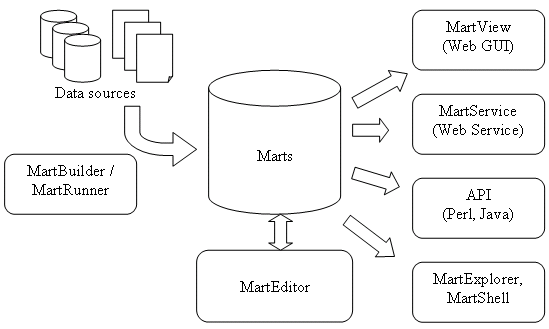 Data sources
MartBuilder /
MartRunner
Marts
MartEditor
MartView
(Web GUI)
MartService
(Web Service)
API
(Perl, Java)
MartExplorer,
MartShell